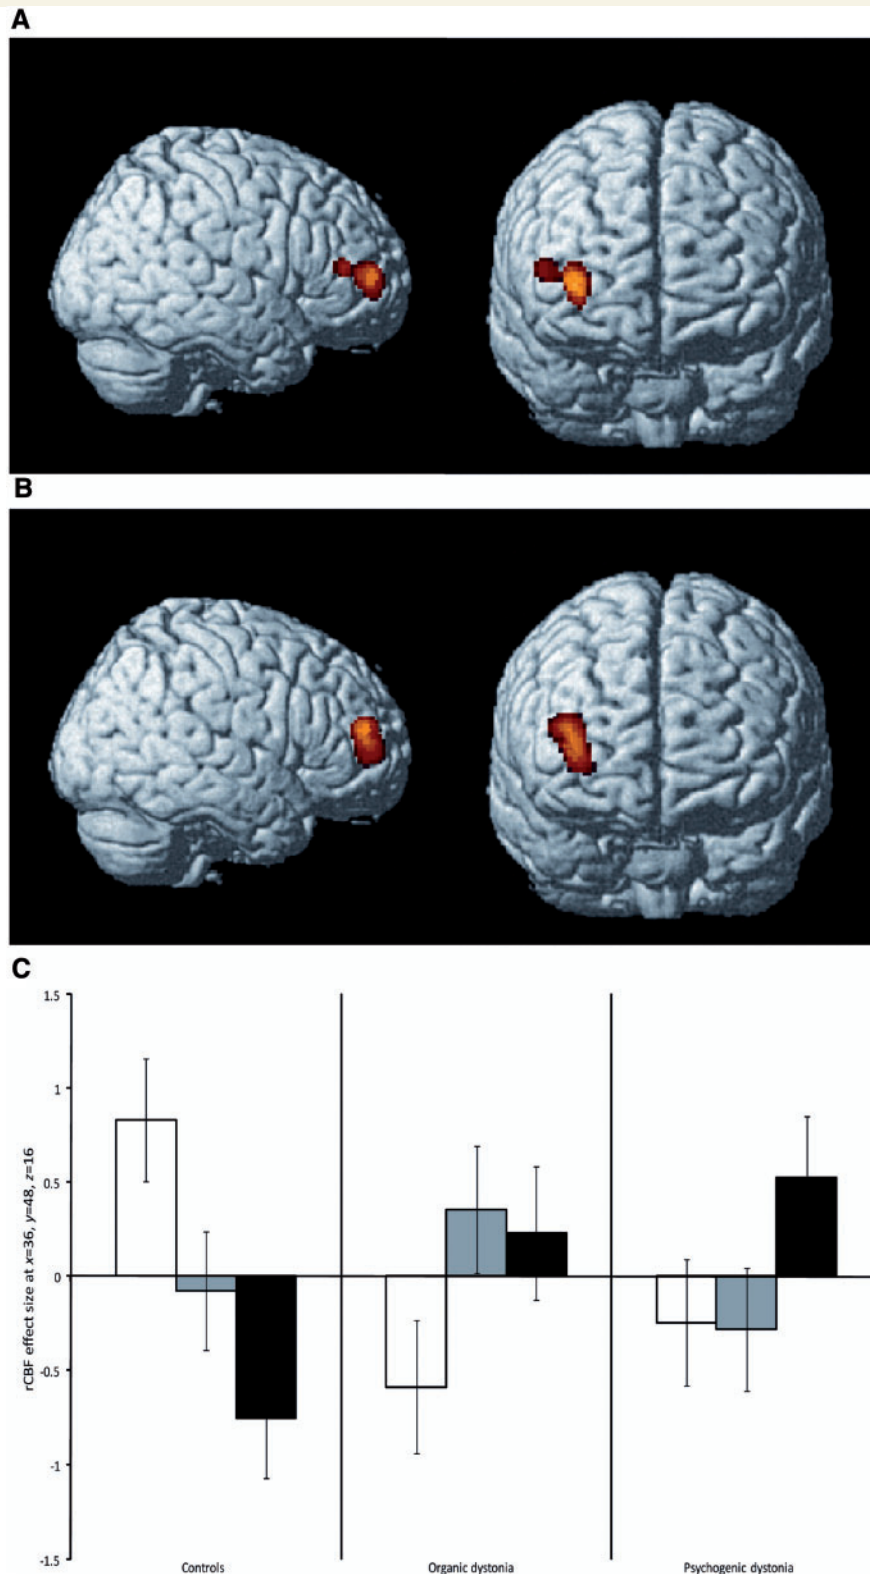 A
B
C
rCBF effect size at x=36, y=48, z=16
1.5
1
0.5
0
-0.5
-1
-1.5
Controls
Organic dystonia
Psychogenic dystonia